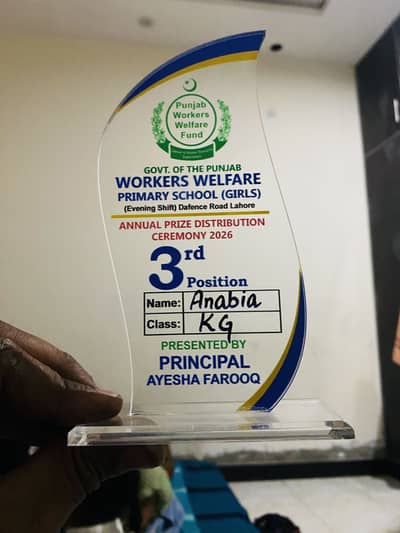 Punjab
Workers
Welfare
Fund
GOVT. OF THE PUNJAB
WORKERS WELFARE
PRIMARY SCHOOL (GIRLS)
(Evening Shift) Dafence Road Lahore
ANNUAL PRIZE DISTRIBUTION
CEREMONY 2026
3rd
Position
Name: Anabia
Class: KG
PRESENTED BY
PRINCIPAL
AYESHA FAROOQ